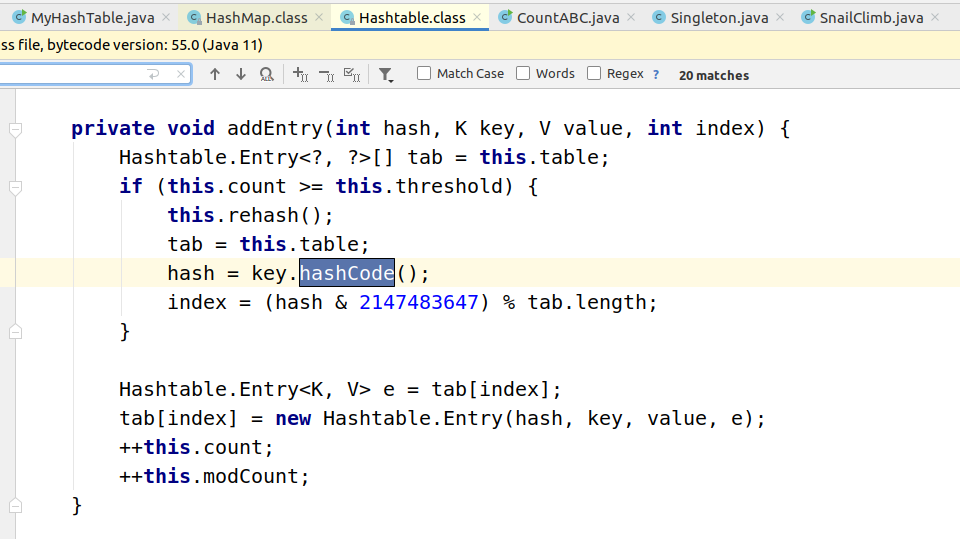 MyHashTable.java HashMap.class Hashtable.class CountABC.java Singleton.java SnailClimb.java
ss file, bytecode version: 55.0 (Java 11)
Match Case Words Regex ? 20 matches
private void addEntry(int hash, K key, V value, int index) {
Hashtable.Entry<?, ?>[] tab = this.table;
if (this.count >= this.threshold) {
this.rehash();
tab = this.table;
hash = key.hashCode();
index = (hash & 2147483647) % tab.length;
}
Hashtable.Entry<K, V> e = tab[index];
tab[index] = new Hashtable.Entry(hash, key, value, e);
++this.count;
++this.modCount;
}